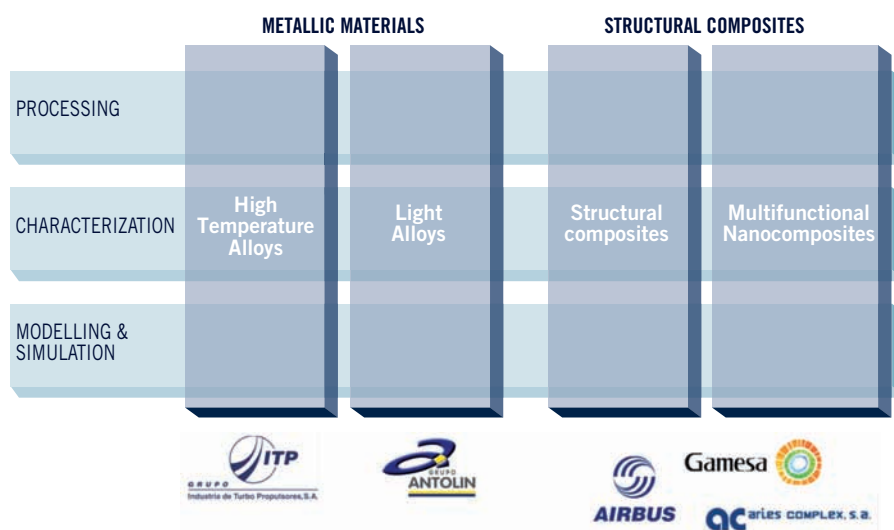 METALLIC MATERIALS
STRUCTURAL COMPOSITES
PROCESSING
CHARACTERIZATION
High
Temperature
Alloys
Light
Alloys
Structural
composites
Multifunctional
Nanocomposites
MODELLING &
SIMULATION
ITP
GRUPO
Industria de Turbo Propulsores, S.A.
GRUPO
ANTOLIN
AIRBUS
Gamesa
ac aries COMPLEX, s.a.